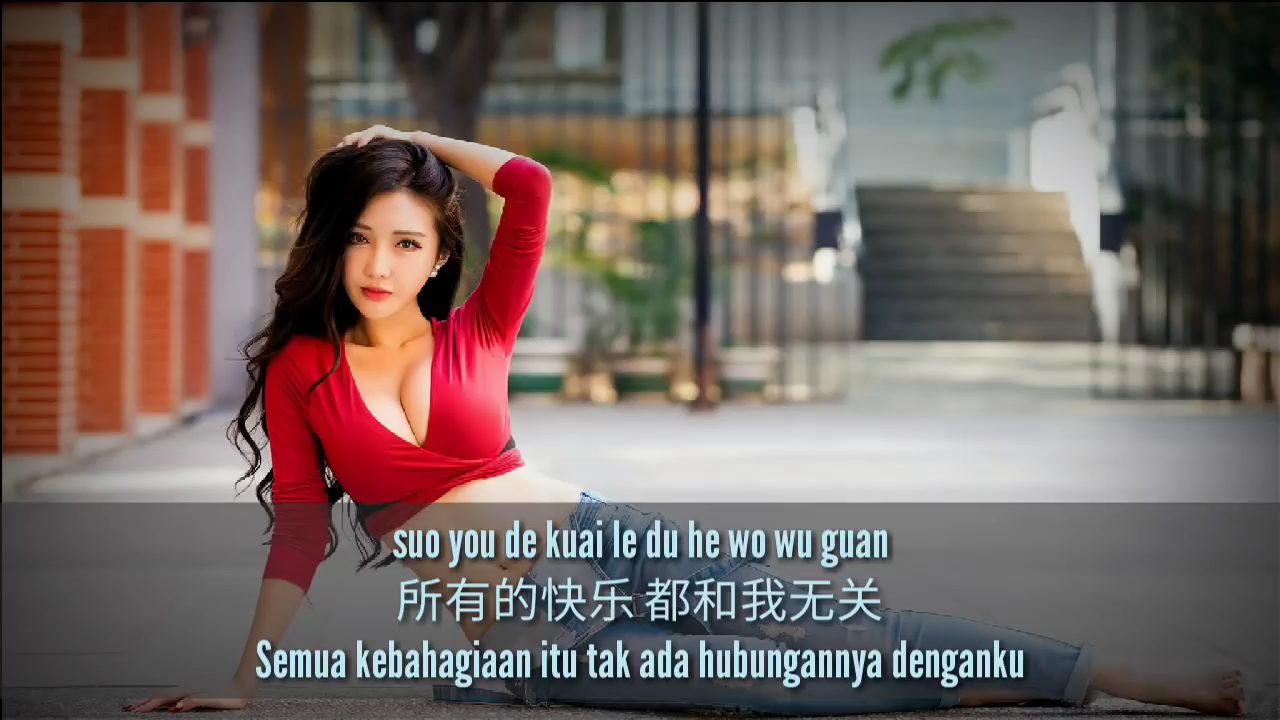 suo you de kuai le du he wo wu guan
所有的快乐 都和我无关
Semua kebahagiaan itu tak ada hubungannya denganku